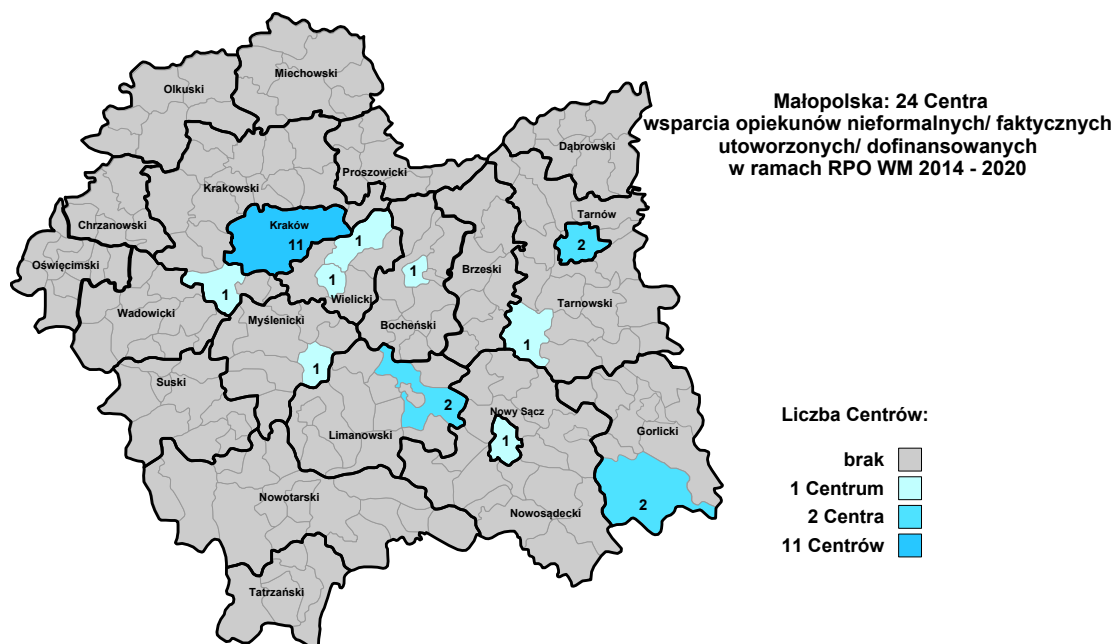 Małopolska: 24 Centra
wsparcia opiekunów nieformalnych/ faktycznych
utoworzonych/ dofinansowanych
w ramach RPO WM 2014 - 2020
Miechowski
Olkuski
Dąbrowski
Proszowicki
Krakowski
Tarnów
Chrzanowski
Kraków
11
1
2
Oświęcimski
Brzeski
1
1
1
Wielicki
Tarnowski
Wadowicki
Myślenicki
Bocheński
1
1
Suski
2
Nowy Sącz
Limanowski
1
Gorlicki
Nowotarski
2
Nowosądecki
Tatrzański
Liczba Centrów:
brak
1 Centrum
2 Centra
11 Centrów